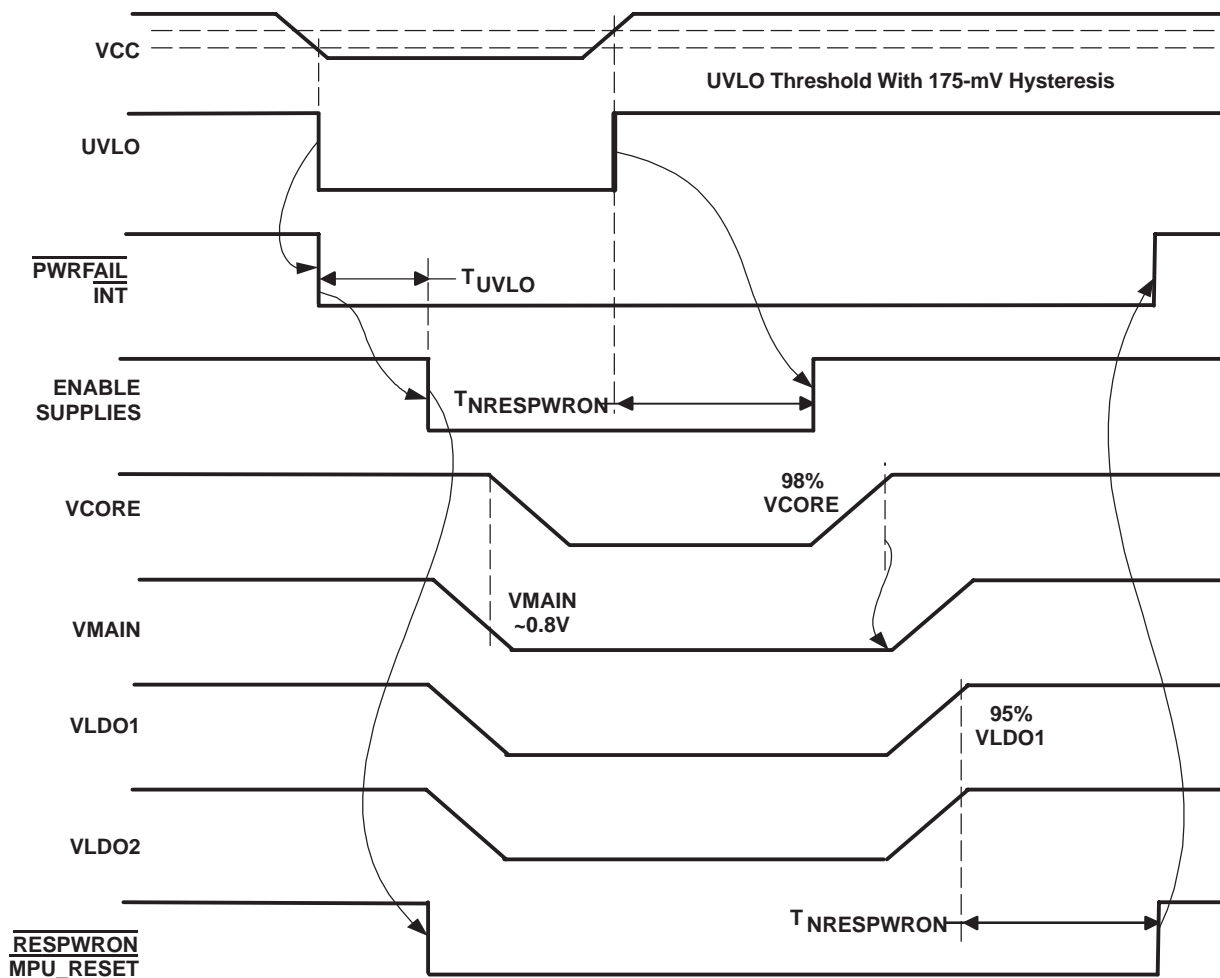 VCC
UVLO Threshold With 175-mV Hysteresis
UVLO
PWRFAIL
INT
TUVLO
ENABLE
SUPPLIES
TNRESPWRON
VCORE
98%
VCORE
VMAIN
VMAIN
~0.8V
VLDO1
95%
VLDO1
VLDO2
TNRESPWRON
RESPWRON
MPU_RESET